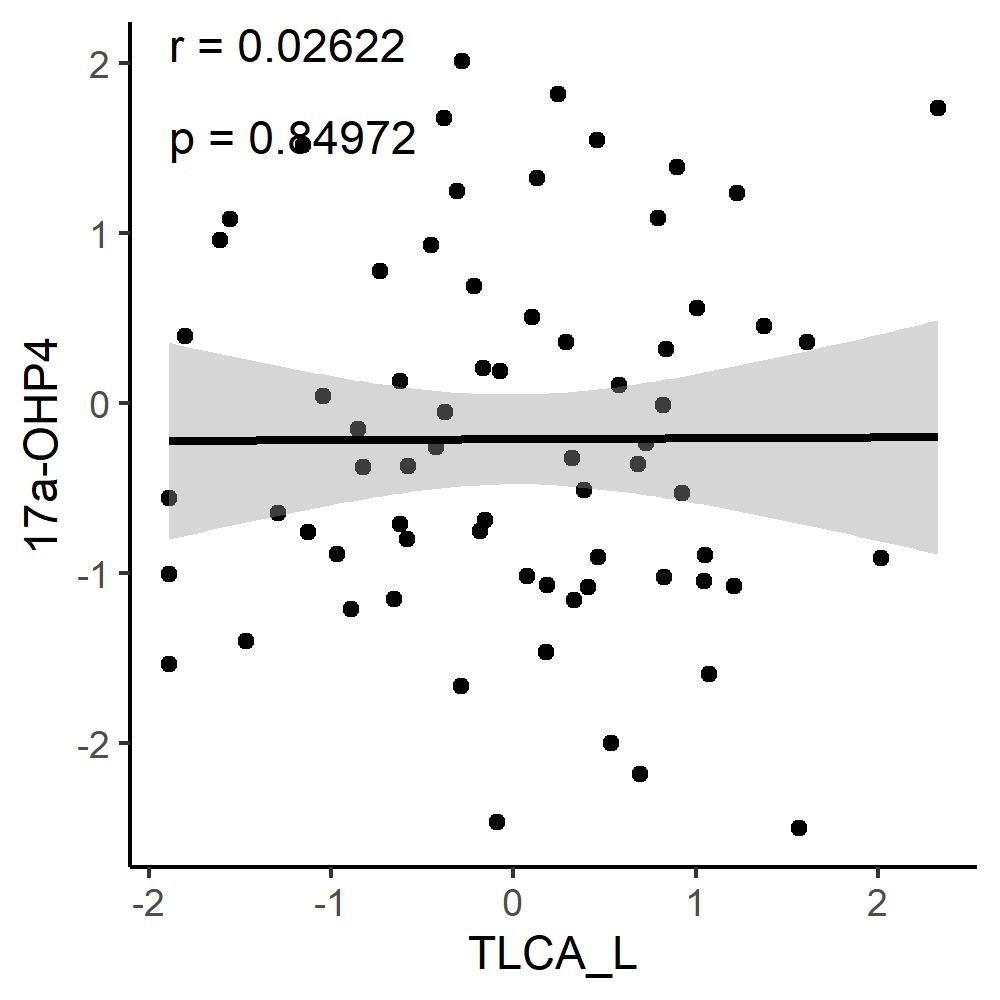 r = 0.02622
p = 0.84972
2
1
0
-1
-2
17a-OHP4
-2 -1 0 1 2
TLCA_L